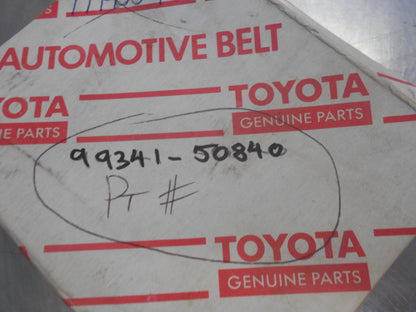 AUTOMOTIVE BELT
TOYOTA
GENUINE PARTS
TOYOTA
GENUINE PARTS
99341-50840
PT #
TOYOTA
GENUINE PARTS